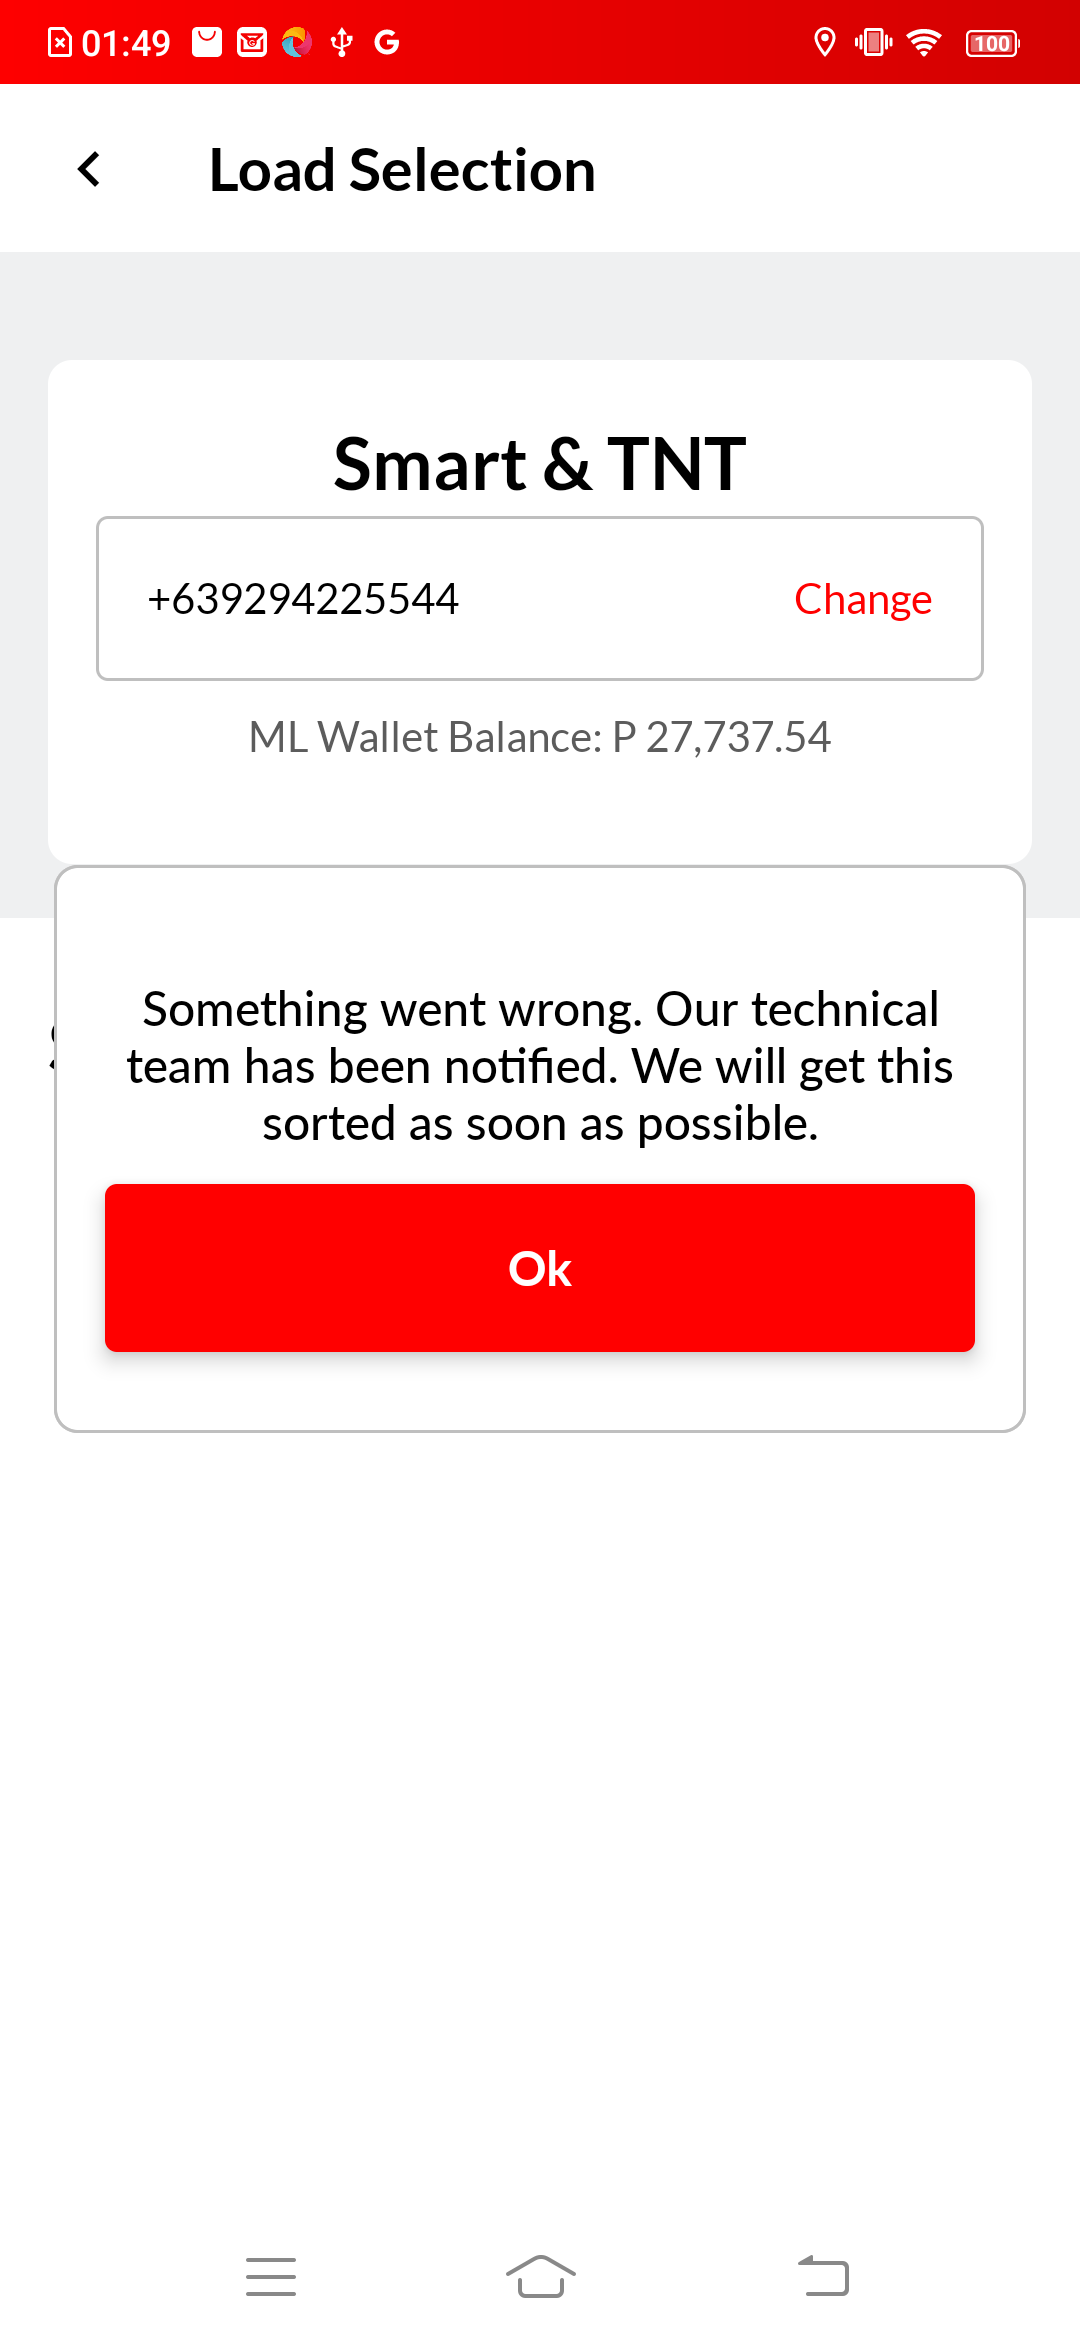 01:49
100
Load Selection
Smart & TNT
+639294225544 Change
ML Wallet Balance: P 27,737.54
Something went wrong. Our technical
team has been notified. We will get this
sorted as soon as possible.
Ok